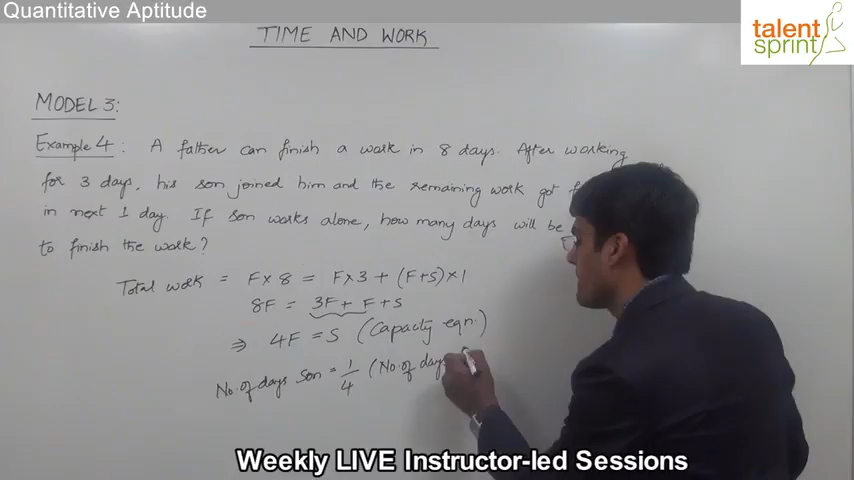 Quantitative Aptitude
talent
sprint
TIME AND WORK
MODEL 3:
Example 4 : A father can finish a work in 8 days. After working
for 3 days, his son joined him and the remaining work got
in next 1 day. If son works alone, how many days will be
to finish the work?
Total work = F×8 = F×3 + (F+S)×1
8F = 3F + F+S
⇒ 4F = S (Capacity eqn.)
No. of days son = 1/4 (No. of days
Weekly LIVE Instructor-led Sessions